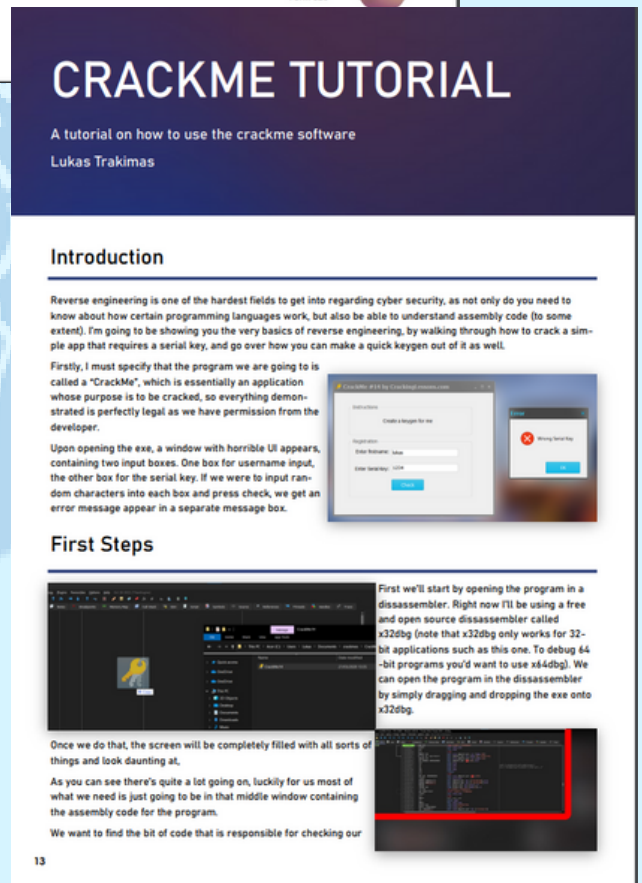 CRACKME TUTORIAL
A tutorial on how to use the crackme software
Lukas Trakimas
Introduction
Reverse engineering is one of the hardest fields to get into regarding cyber security, as not only do you need to
know about how certain programming languages work, but also be able to understand assembly code (to some
extent). I'm going to be showing you the very basics of reverse engineering, by walking through how to crack a sim-
ple app that requires a serial key, and go over how you can make a quick keygen out of it as well.
Firstly, I must specify that the program we are going to is
called a "CrackMe", which is essentially an application
whose purpose is to be cracked, so everything demon-
strated is perfectly legal as we have permission from the
developer.
Upon opening the exe, a window with horrible UI appears,
containing two input boxes. One box for username input,
the other box for the serial key. If we were to input ran-
dom characters into each box and press check, we get an
error message appear in a separate message box.
CrackMe #14 by CrackingLessons.com
Instructions
Create a keygen for me
Registration
Enter firstname:
Enter Serial key: 1234
Check
Error
Wrong Serial Key
OK
First Steps
First we'll start by opening the program in a
dissassembler. Right now I'll be using a free
and open source dissassembler called
x32dbg (note that x32dbg only works for 32-
bit applications such as this one. To debug 64
-bit programs you'd want to use x64dbg). We
can open the program in the dissassembler
by simply dragging and dropping the exe onto
x32dbg.
Once we do that, the screen will be completely filled with all sorts of
things and look daunting at,
As you can see there's quite a lot going on, luckily for us most of
what we need is just going to be in that middle window containing
the assembly code for the program.
We want to find the bit of code that is responsible for checking our
13